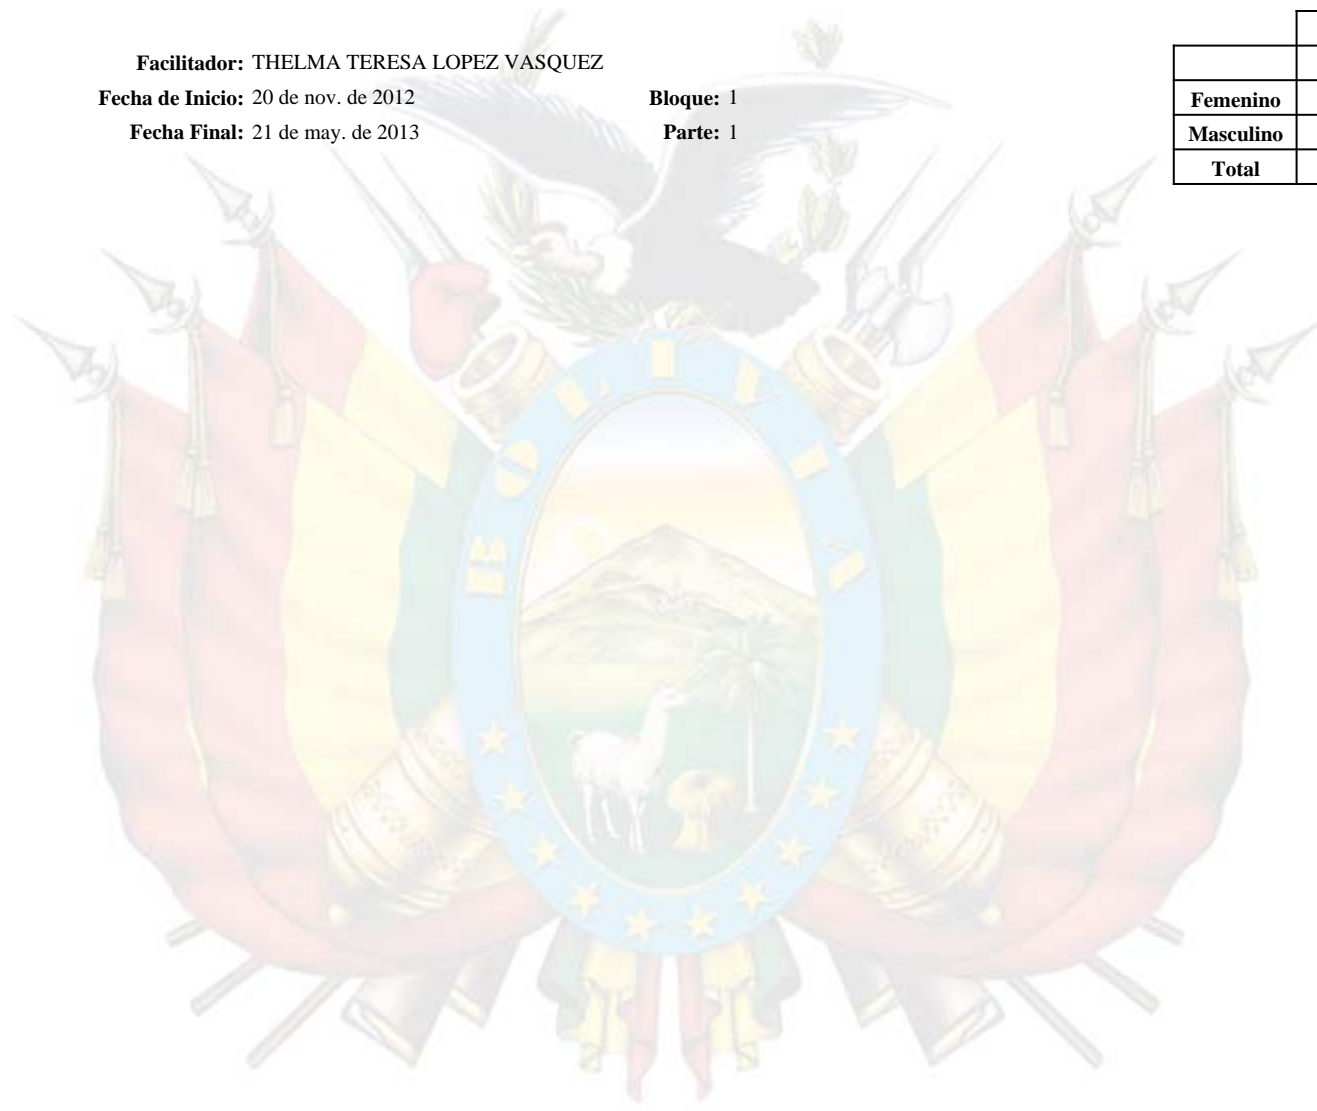 Facilitador: THELMA TERESA LOPEZ VASQUEZ
Fecha de Inicio: 20 de nov. de 2012 Bloque: 1
Fecha Final: 21 de may. de 2013 Parte: 1
Femenino
Masculino
Total
BOLIVIA